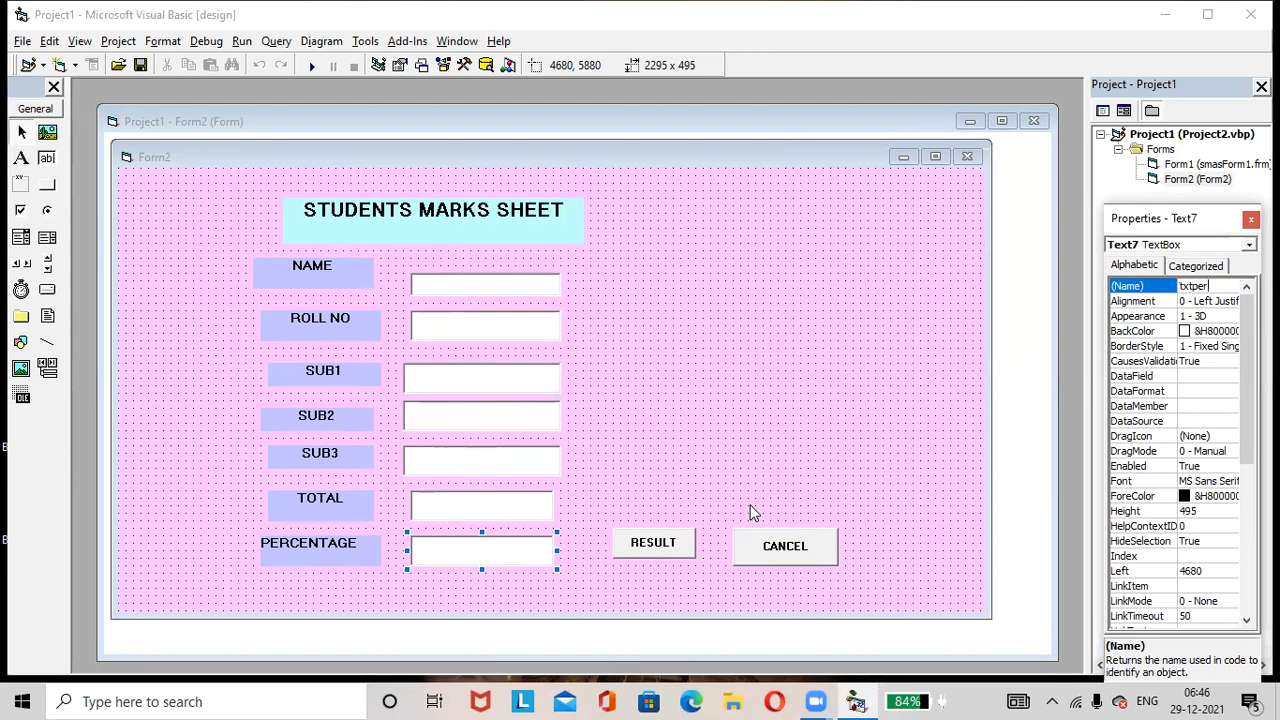 Project1 - Microsoft Visual Basic [design]
File Edit View Project Format Debug Run Query Diagram Tools Add-Ins Window Help
4680, 5880 2295 x 495
General
Project1 - Form2 (Form)
Form2
STUDENTS MARKS SHEET
NAME
ROLL NO
SUB1
SUB2
SUB3
TOTAL
PERCENTAGE
RESULT
CANCEL
Project - Project1
Project1 (Project2.vbp)
Forms
Form1 (smasForm1.frm)
Form2 (Form2)
Properties - Text7
Text7 TextBox
Alphabetic Categorized
(Name) txtper
Alignment 0 - Left Justif
Appearance 1 - 3D
BackColor &H800000
BorderStyle 1 - Fixed Sing
CausesValidati True
DataField
DataFormat
DataMember
DataSource
DragIcon (None)
DragMode 0 - Manual
Enabled True
Font MS Sans Serif
ForeColor &H800000
Height 495
HelpContextID 0
HideSelection True
Index
Left 4680
LinkItem
LinkMode 0 - None
LinkTimeout 50
(Name)
Returns the name used in code to
identify an object.
Type here to search
84%
ENG
06:46
29-12-2021
5